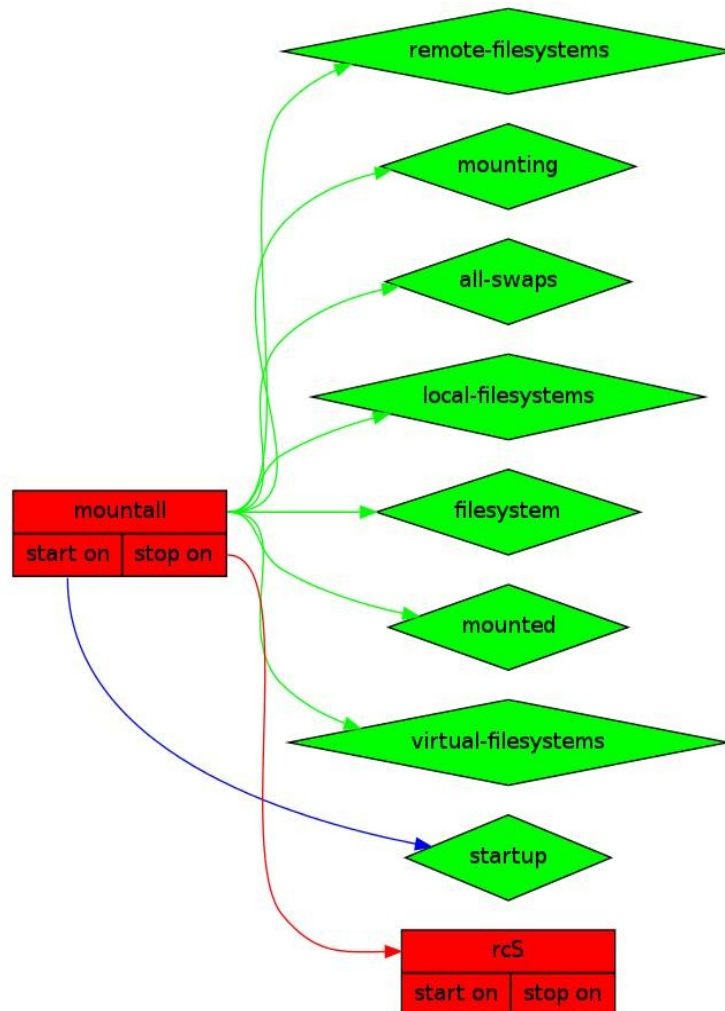 remote-filesystems
mounting
all-swaps
local-filesystems
mountall
filesystem
start on stop on
mounted
virtual-filesystems
startup
rcS
start on stop on